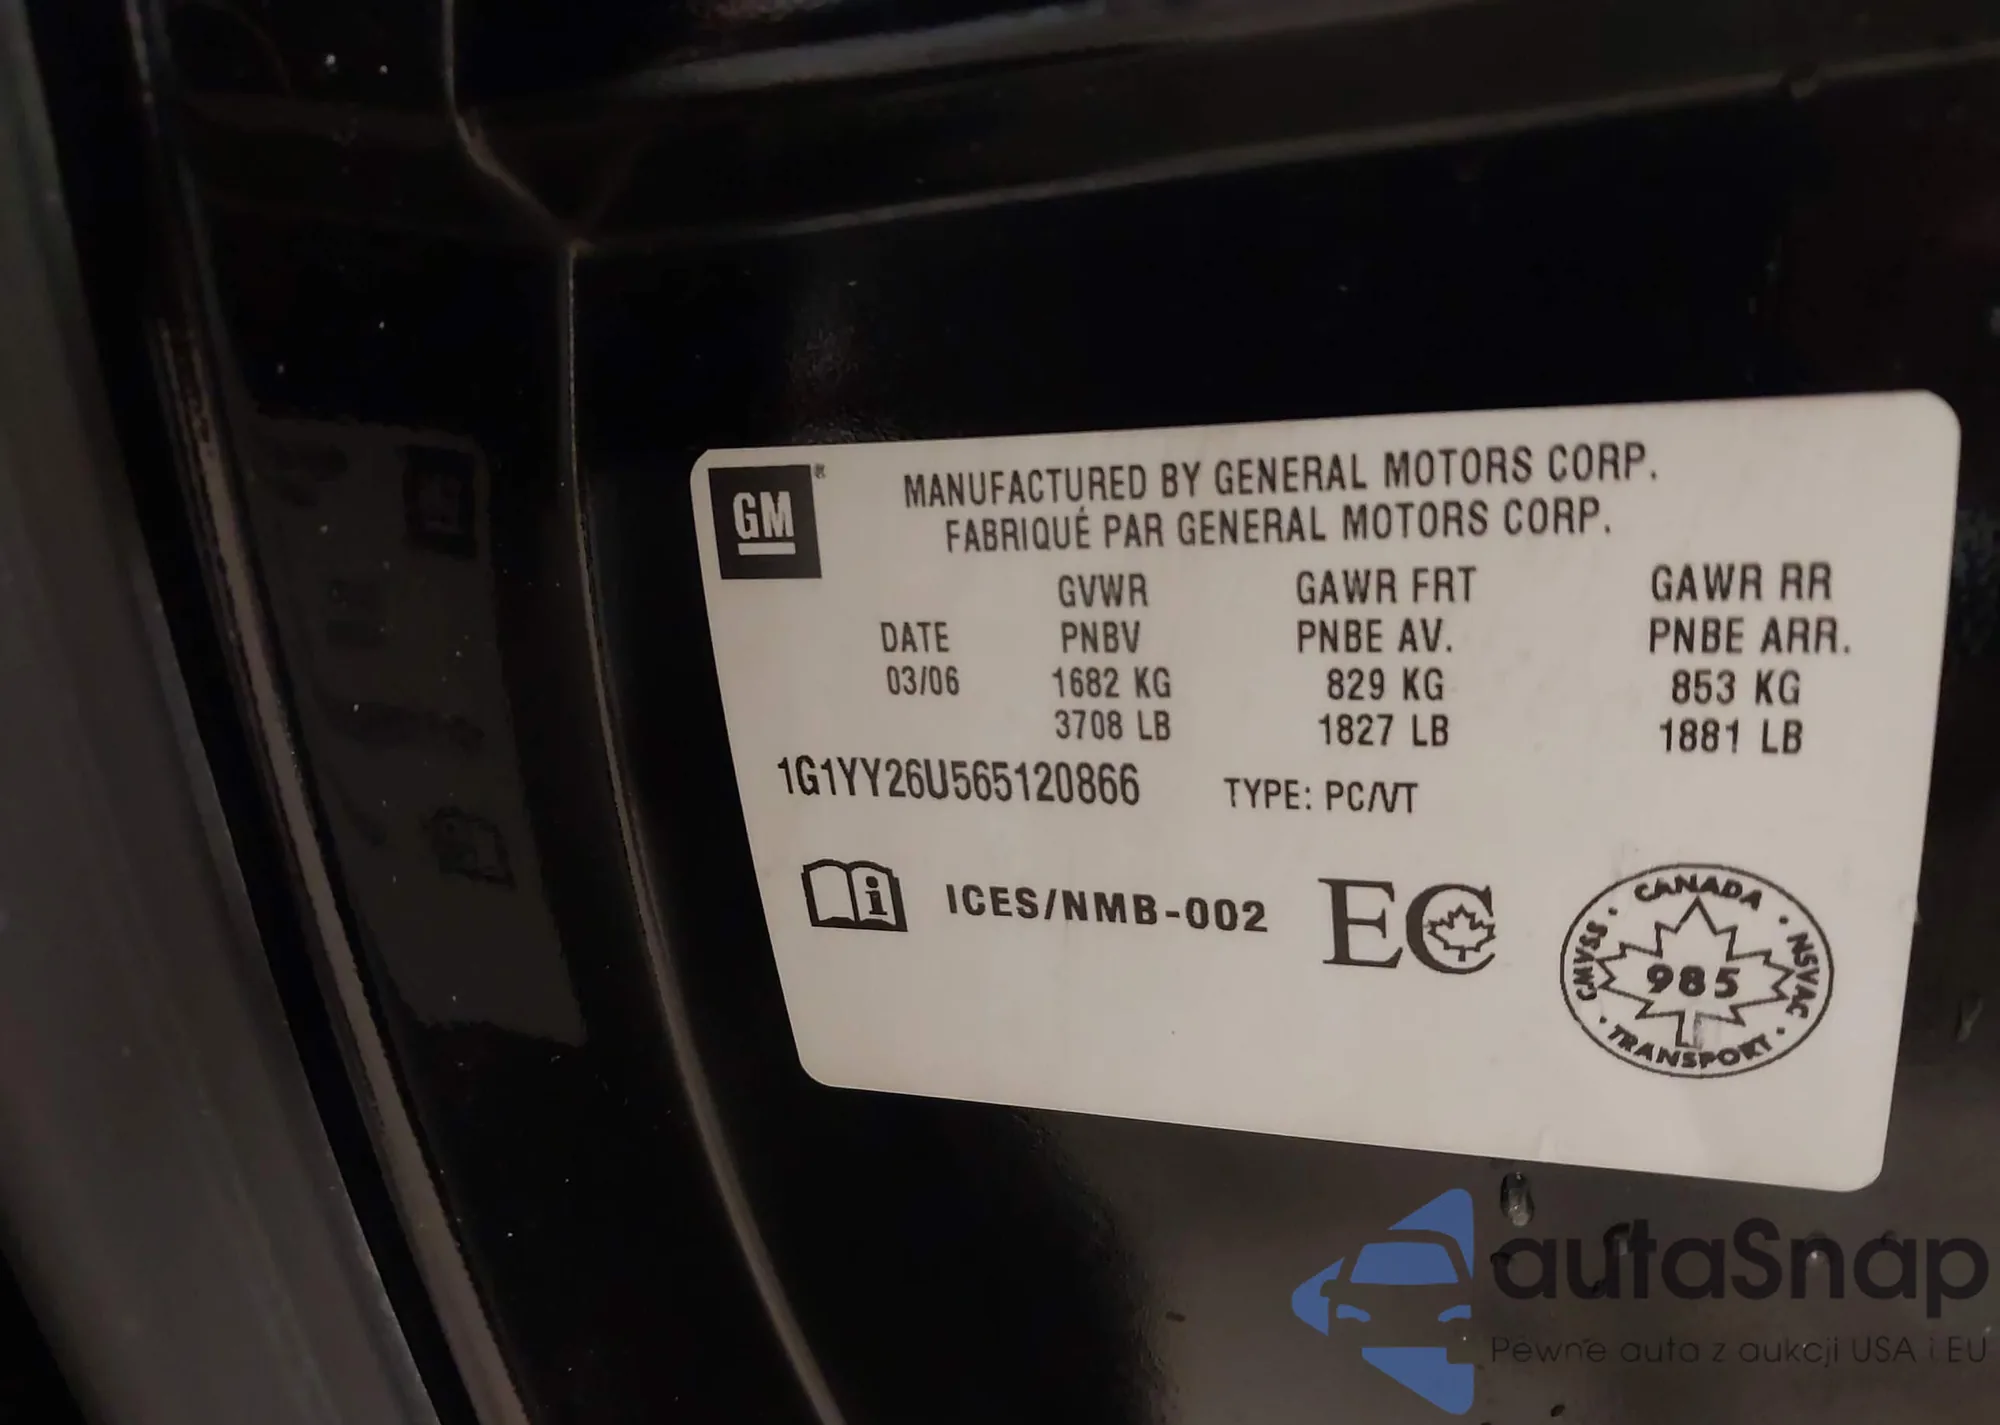 GM®
MANUFACTURED BY GENERAL MOTORS CORP.
FABRIQUÉ PAR GENERAL MOTORS CORP.
GVWR GAWR FRT GAWR RR
DATE PNBV PNBE AV. PNBE ARR.
03/06 1682 KG 829 KG 853 KG
3708 LB 1827 LB 1881 LB
1G1YY26U565120866 TYPE: PC/VT
i ICES/NMB-002 EC
CANADA
CMVSS · 985 · NSVAC
TRANSPORT
autaSnap
Pewne auta z aukcji USA i EU